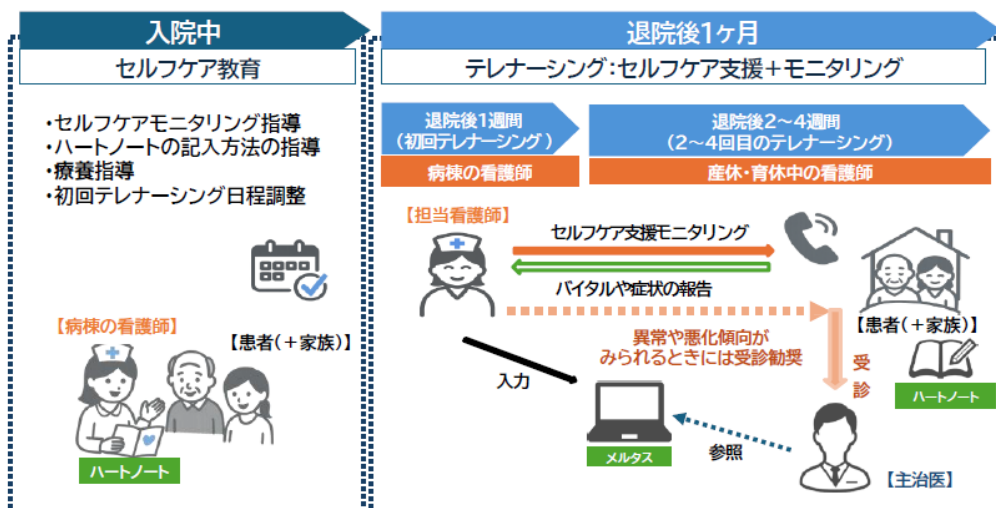 入院中
セルフケア教育
・セルフケアモニタリング指導
・ハートノートの記入方法の指導
・療養指導
・初回テレナーシング日程調整
【病棟の看護師】
【患者(+家族)】
ハートノート
退院後1ヶ月
テレナーシング:セルフケア支援+モニタリング
退院後1週間
(初回テレナーシング)
病棟の看護師
退院後2~4週間
(2~4回目のテレナーシング)
産休・育休中の看護師
【担当看護師】
セルフケア支援モニタリング
バイタルや症状の報告
【患者(+家族)】
異常や悪化傾向が
みられるときには受診勧奨
受診
ハートノート
入力
メルタス
参照
【主治医】